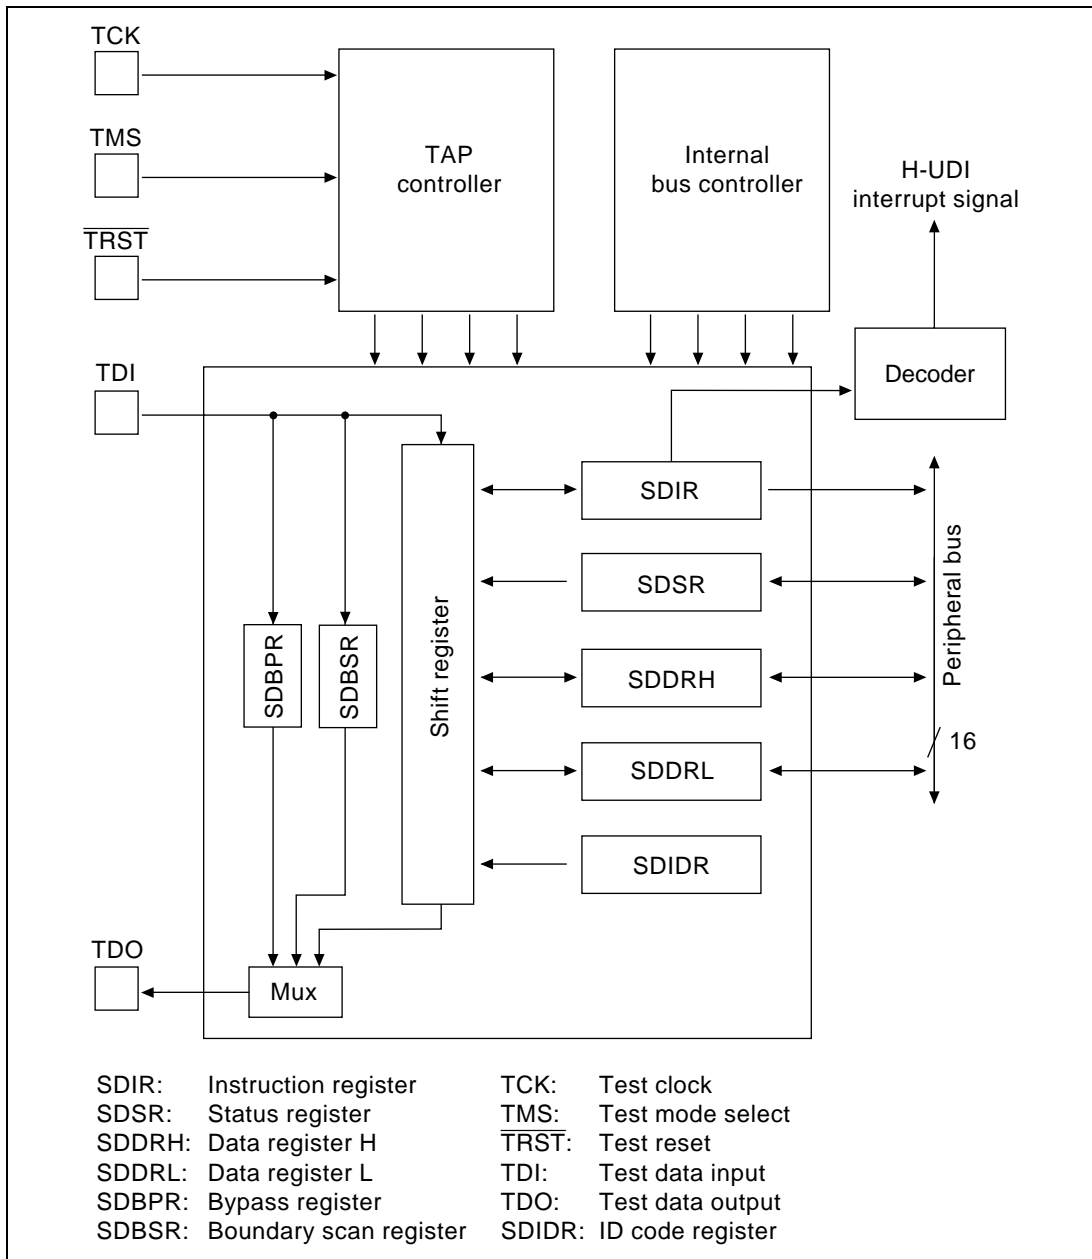 TCK
TMS
TRST
TAP
controller
Internal
bus controller
H-UDI
interrupt signal
TDI
Decoder
SDIR
SDSR
SDDRH
SDDRL
SDIDR
SDBPR
SDBSR
Shift register
Peripheral bus
16
TDO
Mux
SDIR: Instruction register
SDSR: Status register
SDDRH: Data register H
SDDRL: Data register L
SDBPR: Bypass register
SDBSR: Boundary scan register
TCK: Test clock
TMS: Test mode select
TRST: Test reset
TDI: Test data input
TDO: Test data output
SDIDR: ID code register